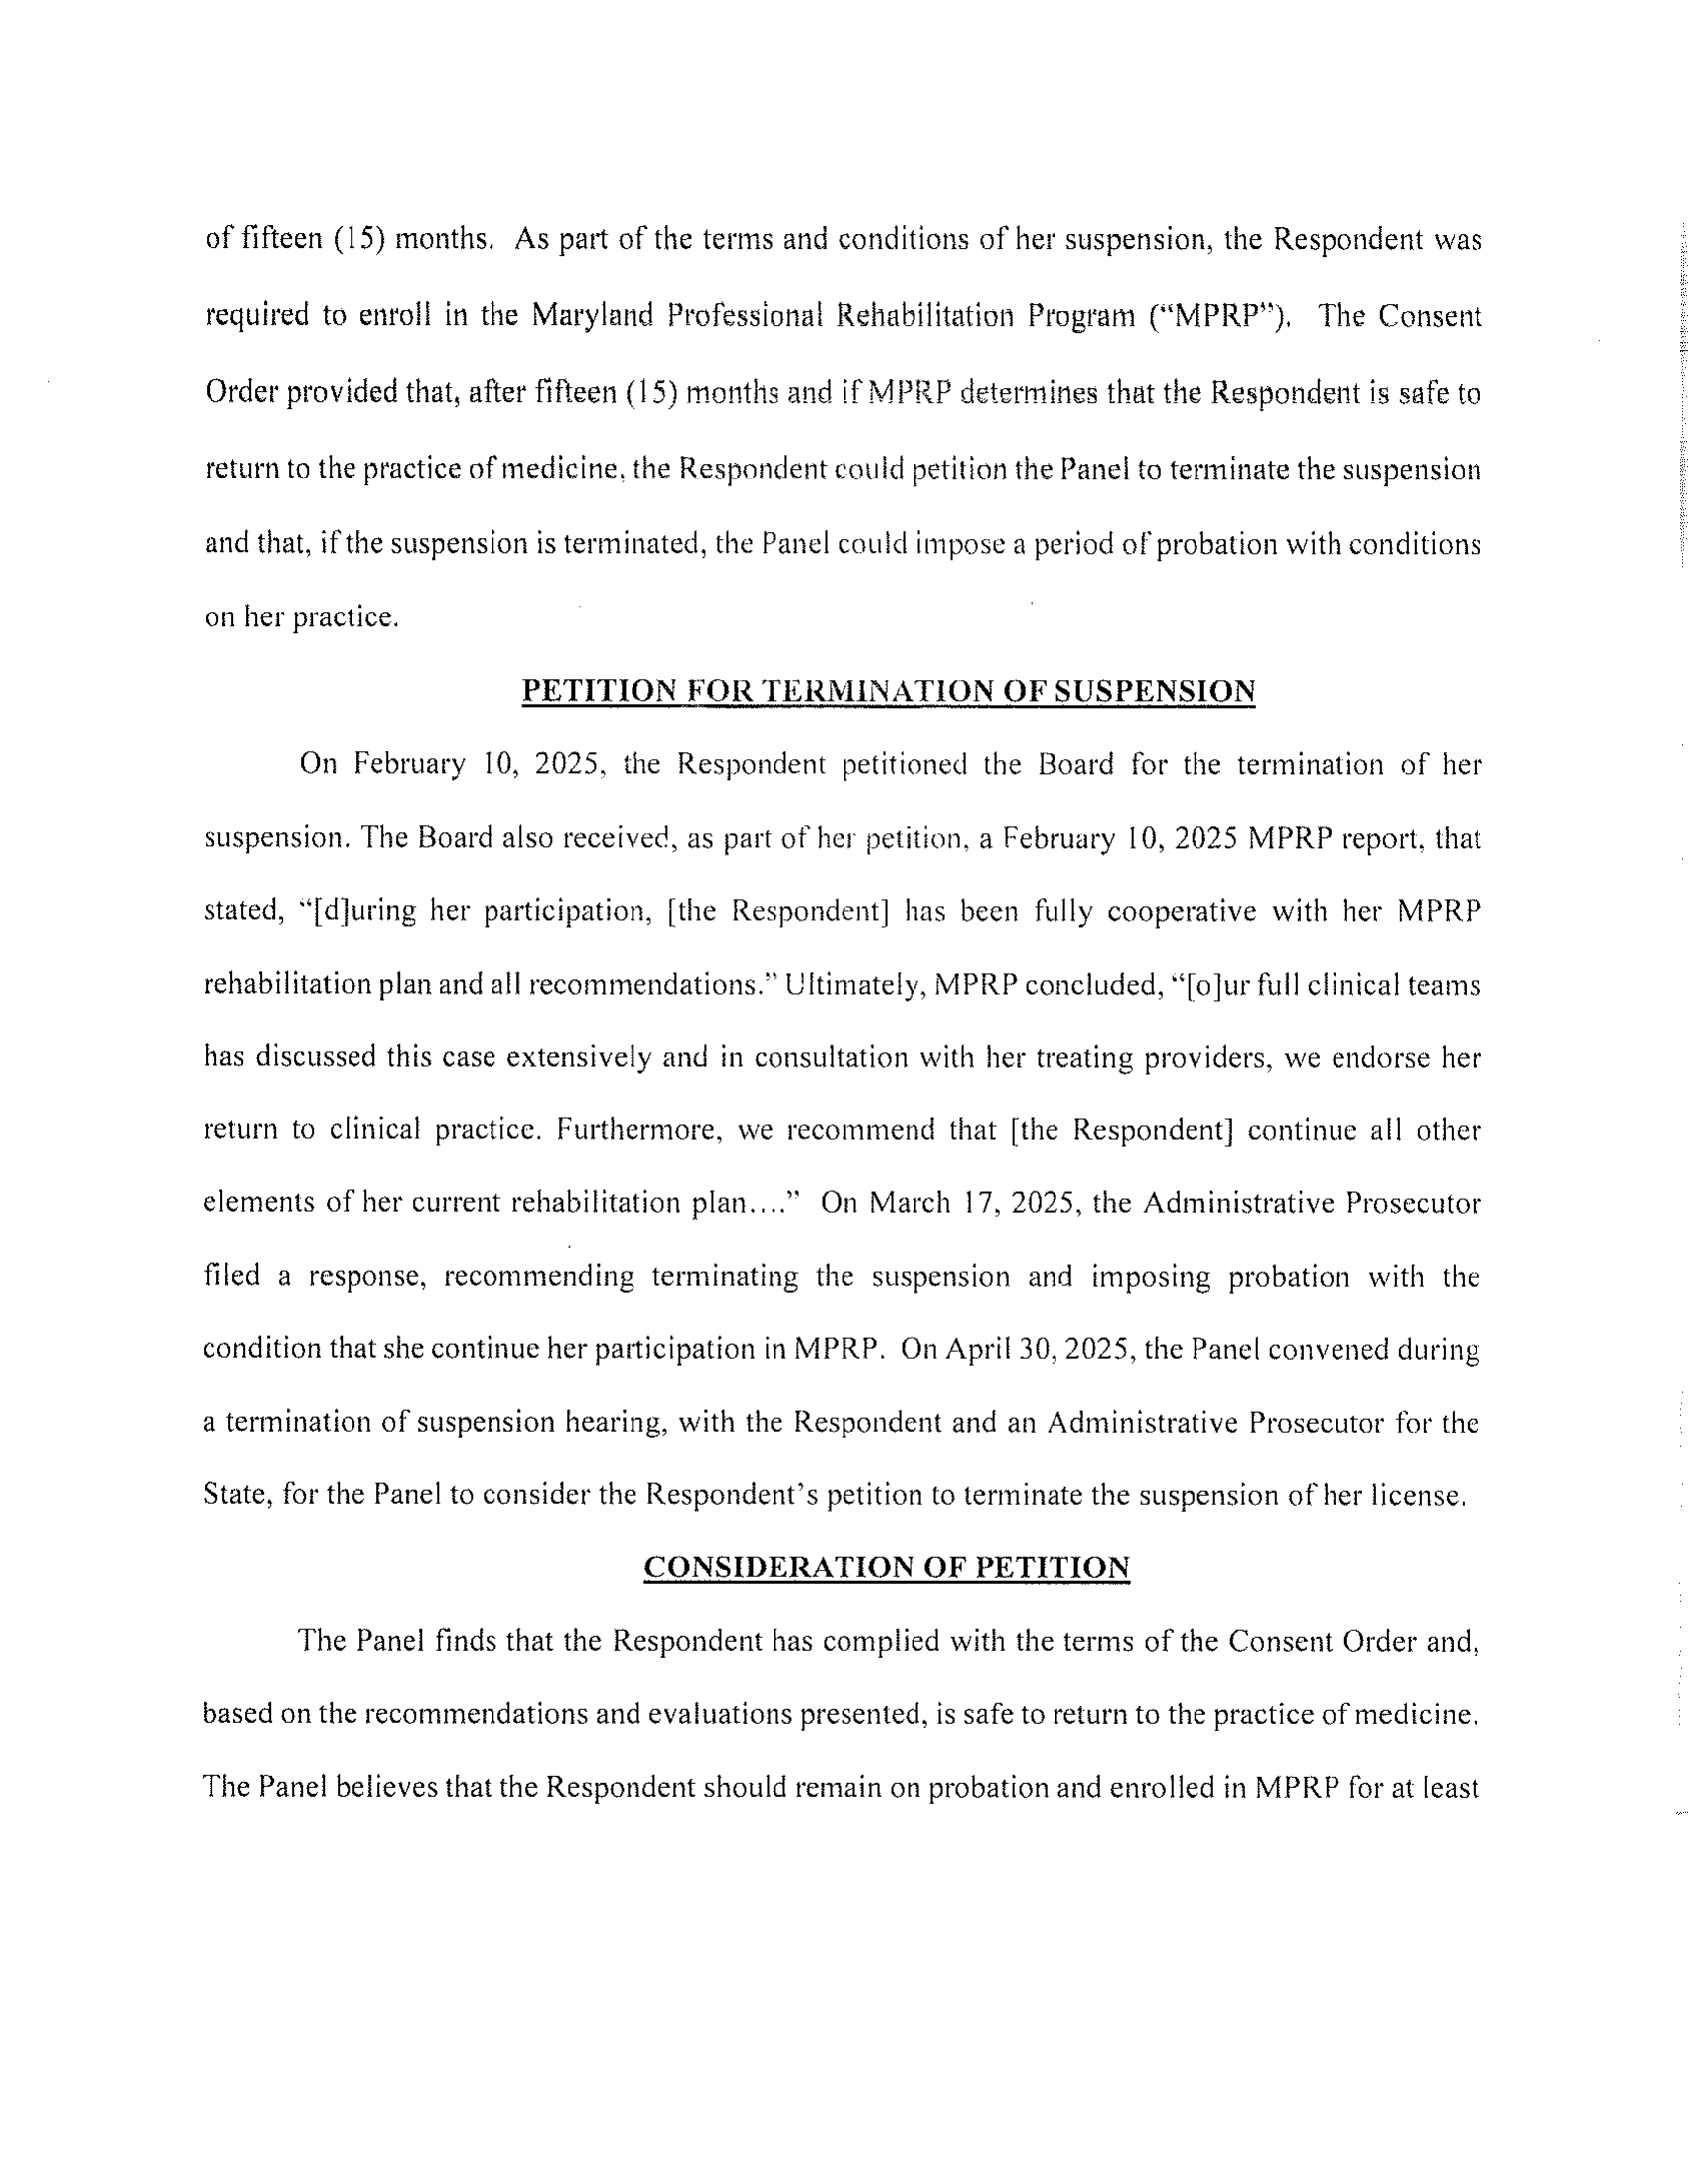 of fifteen (15) months. As part of the terms and conditions of her suspension, the Respondent was
required to enroll in the Maryland Professional Rehabilitation Program (“MPRP”). The Consent
Order provided that, after fifteen (15) months and if MPRP determines that the Respondent is safe to
return to the practice of medicine, the Respondent could petition the Panel to terminate the suspension
and that, if the suspension is terminated, the Panel could impose a period of probation with conditions
on her practice.
PETITION FOR TERMINATION OF SUSPENSION
On February 10, 2025, the Respondent petitioned the Board for the termination of her
suspension. The Board also received, as part of her petition, a February 10, 2025 MPRP report, that
stated, “[d]uring her participation, [the Respondent] has been fully cooperative with her MPRP
rehabilitation plan and all recommendations.” Ultimately, MPRP concluded, “[o]ur full clinical teams
has discussed this case extensively and in consultation with her treating providers, we endorse her
return to clinical practice. Furthermore, we recommend that [the Respondent] continue all other
elements of her current rehabilitation plan....” On March 17, 2025, the Administrative Prosecutor
filed a response, recommending terminating the suspension and imposing probation with the
condition that she continue her participation in MPRP. On April 30, 2025, the Panel convened during
a termination of suspension hearing, with the Respondent and an Administrative Prosecutor for the
State, for the Panel to consider the Respondent’s petition to terminate the suspension of her license.
CONSIDERATION OF PETITION
The Panel finds that the Respondent has complied with the terms of the Consent Order and,
based on the recommendations and evaluations presented, is safe to return to the practice of medicine.
The Panel believes that the Respondent should remain on probation and enrolled in MPRP for at least